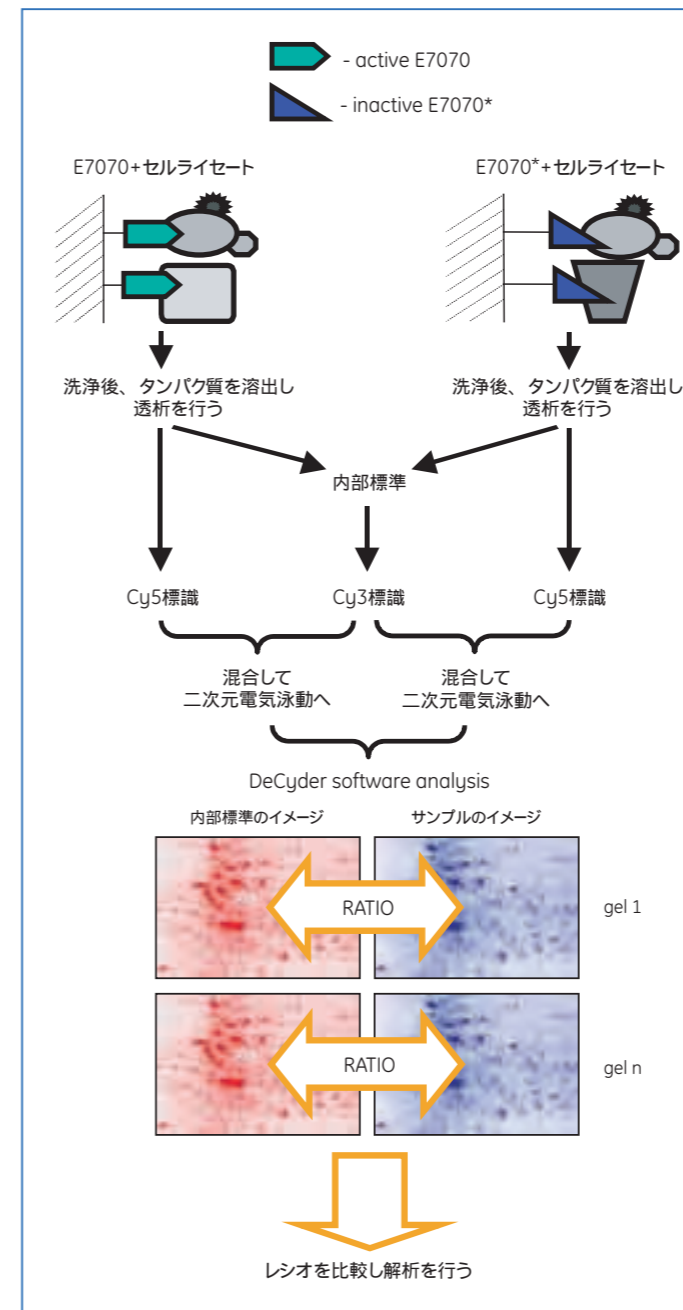 - active E7070
- inactive E7070*
E7070+セルライセート
E7070*+セルライセート
洗浄後、タンパク質を溶出し
透析を行う
洗浄後、タンパク質を溶出し
透析を行う
内部標準
Cy5標識
Cy3標識
Cy5標識
混合して
二次元電気泳動へ
混合して
二次元電気泳動へ
DeCyder software analysis
内部標準のイメージ
サンプルのイメージ
RATIO
gel 1
RATIO
gel n
レシオを比較し解析を行う